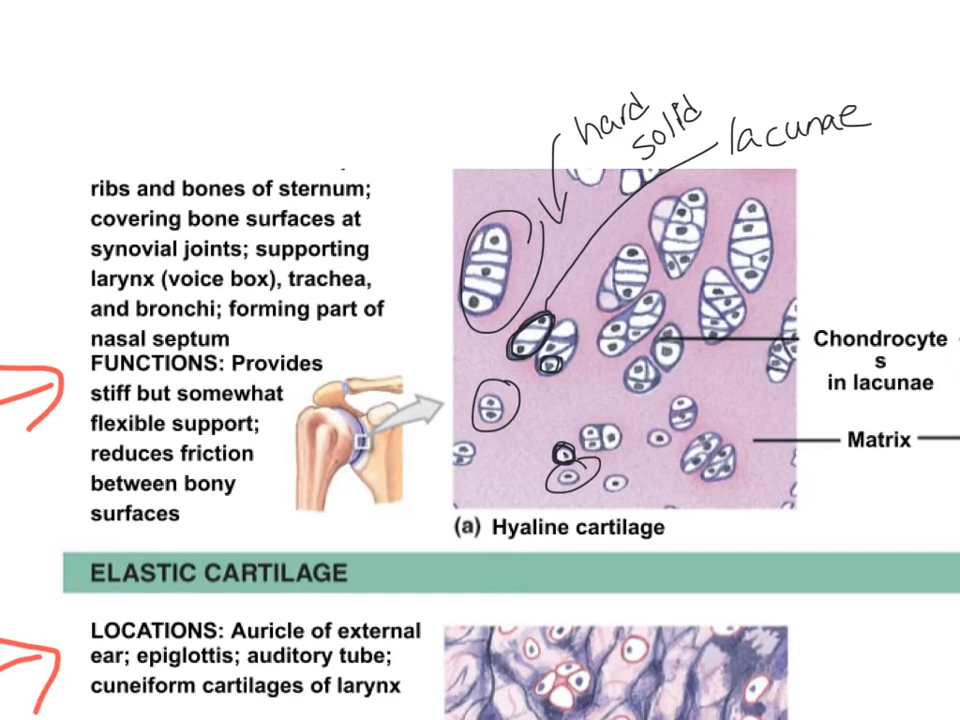 hard
solid
lacunae
ribs and bones of sternum;
covering bone surfaces at
synovial joints; supporting
larynx (voice box), trachea,
and bronchi; forming part of
nasal septum
FUNCTIONS: Provides
stiff but somewhat
flexible support;
reduces friction
between bony
surfaces
Chondrocyte
s
in lacunae
Matrix
(a) Hyaline cartilage
ELASTIC CARTILAGE
LOCATIONS: Auricle of external
ear; epiglottis; auditory tube;
cuneiform cartilages of larynx